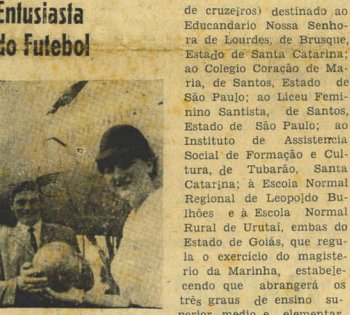 Entusiasta
do Futebol
de cruzeiros) destinado ao
Educandario Nossa Senho-
ra de Lourdes, de Brusque,
Estado de Santa Catarina;
ao Colegio Coração de Ma-
ria, de Santos, Estado de
São Paulo; ao Liceu Femi-
nino Santista, de Santos,
Estado de São Paulo; ao
Instituto de Assistencia
Social de Formação e Cul-
tura, de Tubarão, Santa
Catarina; à Escola Normal
Regional de Leopoldo Bu-
lhões e à Escola Normal
Rural de Urutaí, embas do
Estado de Goiás, que regu-
la o exercício do magiste-
rio da Marinha, estabele-
cendo que abrangerá os
três graus de ensino su-
perior medio e elementar